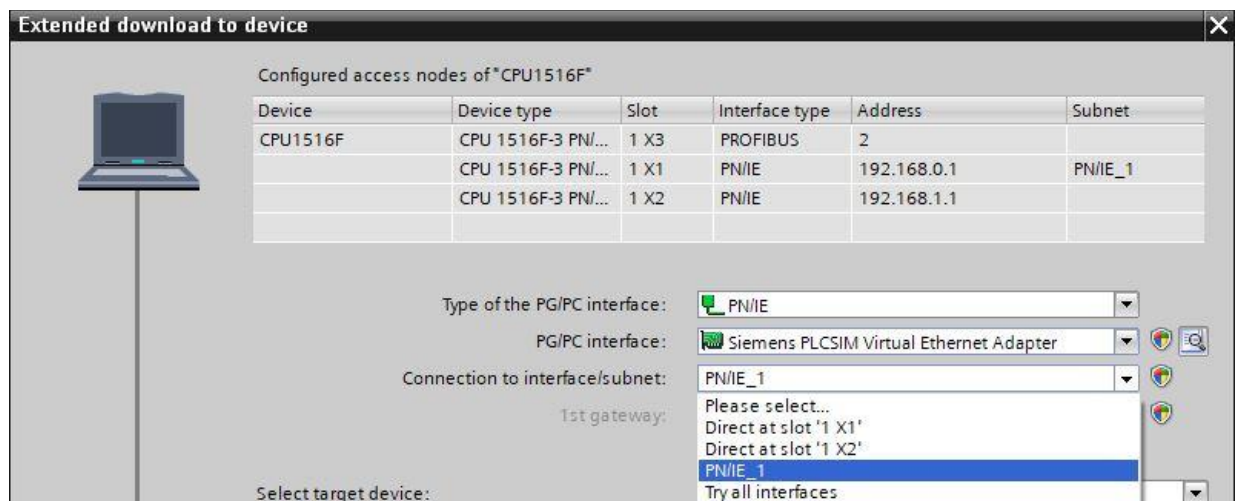 Extended download to device
Configured access nodes of "CPU1516F"
Device Device type Slot Interface type Address Subnet
CPU1516F CPU 1516F-3 PN/... 1 X3 PROFIBUS 2
CPU 1516F-3 PN/... 1 X1 PN/IE 192.168.0.1 PN/IE_1
CPU 1516F-3 PN/... 1 X2 PN/IE 192.168.1.1
Type of the PG/PC interface: PN/IE
PG/PC interface: Siemens PLCSIM Virtual Ethernet Adapter
Connection to interface/subnet: PN/IE_1
Please select...
1st gateway:
Direct at slot '1 X1'
Direct at slot '1 X2'
PN/IE_1
Select target device: Try all interfaces